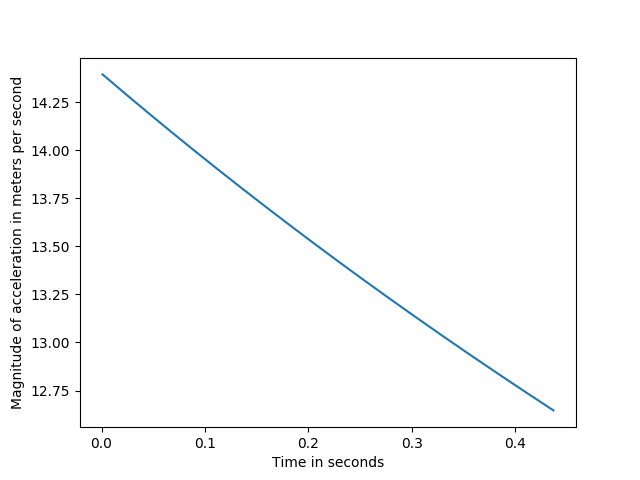 Magnitude of acceleration in meters per second
14.25
14.00
13.75
13.50
13.25
13.00
12.75
0.0 0.1 0.2 0.3 0.4
Time in seconds